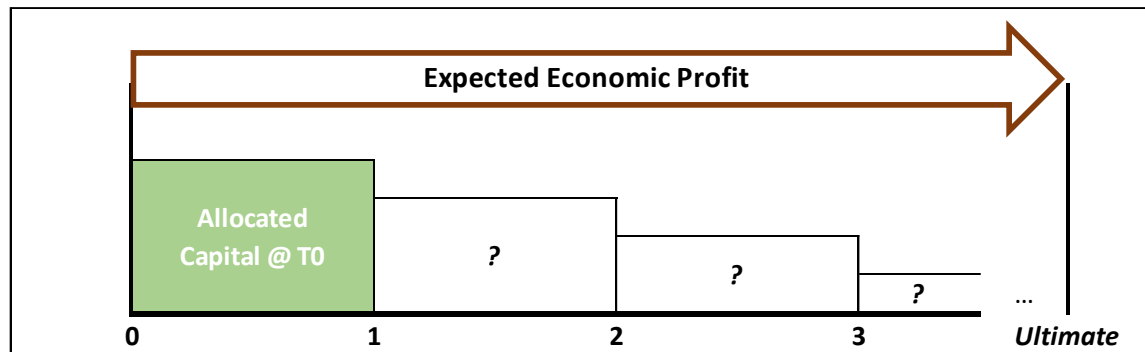 Expected Economic Profit
Allocated
Capital @ T0
?
?
?
...
0 1 2 3 Ultimate